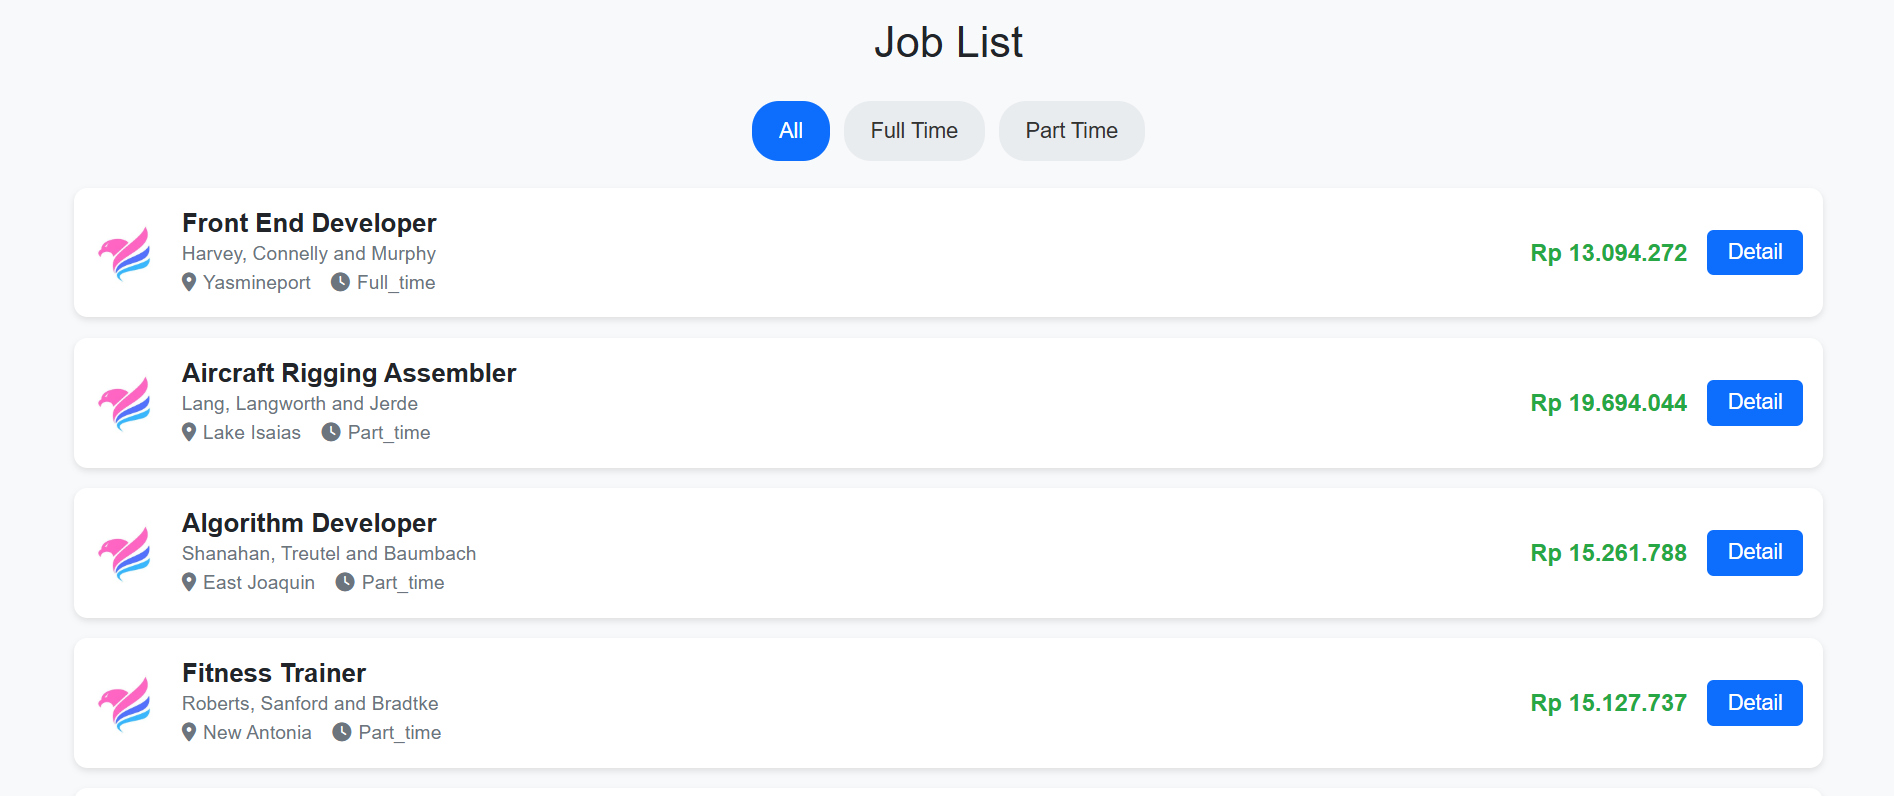 Job List
All Full Time Part Time
Front End Developer
Harvey, Connelly and Murphy
Yasmineport Full_time
Rp 13.094.272 Detail
Aircraft Rigging Assembler
Lang, Langworth and Jerde
Lake Isaias Part_time
Rp 19.694.044 Detail
Algorithm Developer
Shanahan, Treutel and Baumbach
East Joaquin Part_time
Rp 15.261.788 Detail
Fitness Trainer
Roberts, Sanford and Bradtke
New Antonia Part_time
Rp 15.127.737 Detail